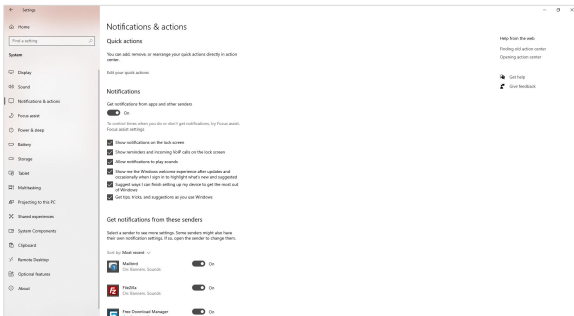 Settings
Home
Find a setting
System
Display
Sound
Notifications & actions
Focus assist
Power & sleep
Battery
Storage
Tablet
Multitasking
Projecting to this PC
Shared experiences
System Components
Clipboard
Remote Desktop
Optional features
About
Notifications & actions
Quick actions
You can add, remove, or rearrange your quick actions directly in action
center.
Edit your quick actions
Notifications
Get notifications from apps and other senders
On
To control times when you do or don't get notifications, try Focus assist.
Focus assist settings
Show notifications on the lock screen
Show reminders and incoming VoIP calls on the lock screen
Allow notifications to play sounds
Show me the Windows welcome experience after updates and
occasionally when I sign in to highlight what's new and suggested
Suggest ways I can finish setting up my device to get the most out
of Windows
Get tips, tricks, and suggestions as you use Windows
Get notifications from these senders
Select a sender to see more settings. Some senders might also have
their own notification settings. If so, open the sender to change them.
Sort by: Most recent
Mailbird
On: Banners, Sounds
On
FileZilla
On: Banners, Sounds
On
Free Download Manager
On
Help from the web
Finding old action center
Opening action center
Get help
Give feedback